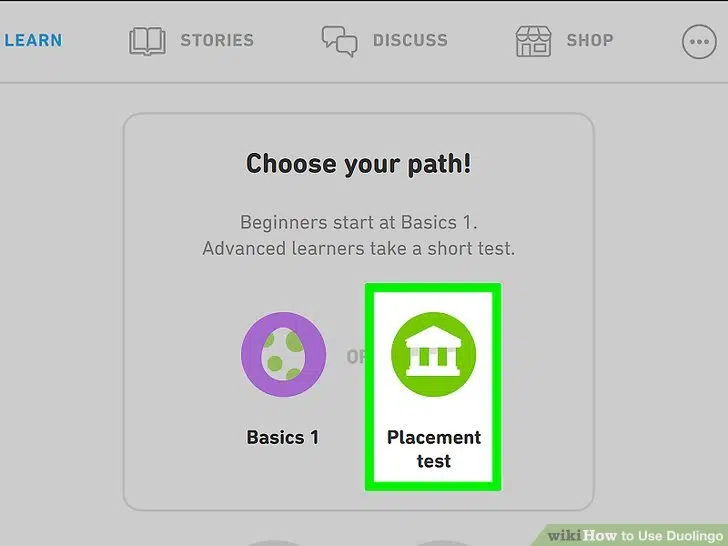 LEARN
STORIES
DISCUSS
SHOP
Choose your path!
Beginners start at Basics 1.
Advanced learners take a short test.
OR
Basics 1
Placement
test
wikiHow to Use Duolingo